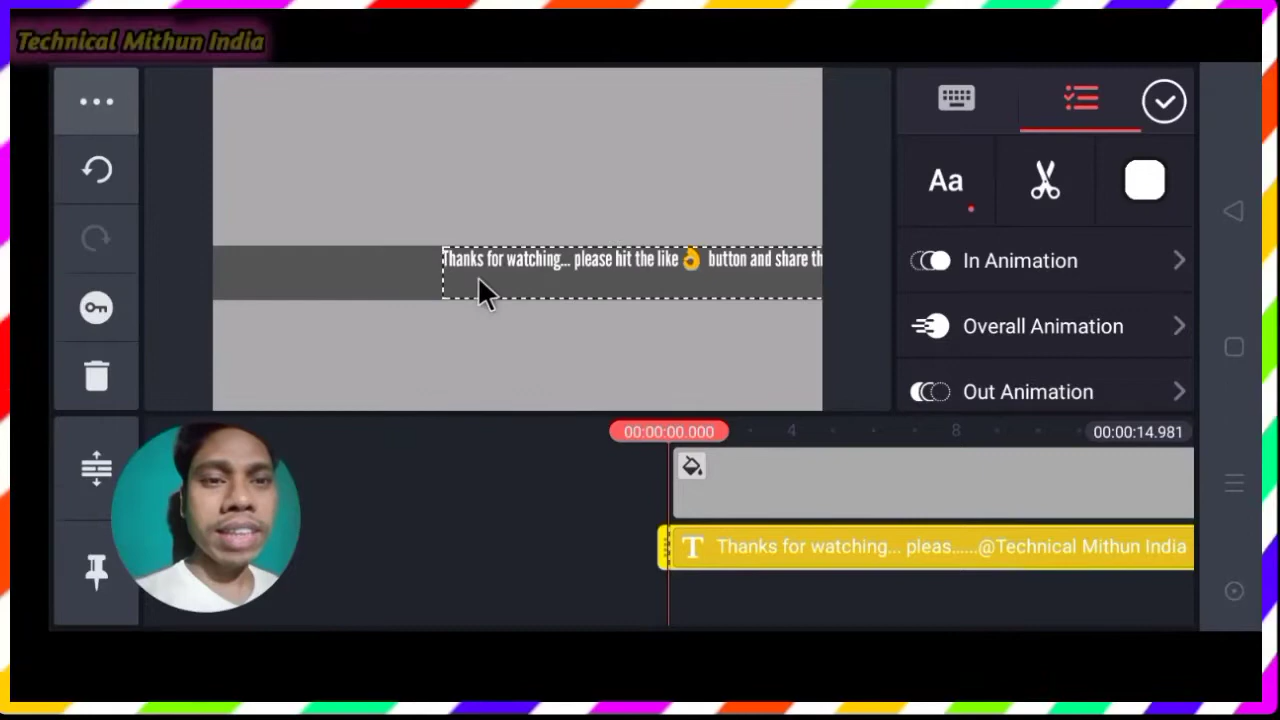 Technical Mithun India
Thanks for watching... please hit the like 👌 button and share th
Aa
In Animation
Overall Animation
Out Animation
00:00:00.000
4
8
00:00:14.981
T Thanks for watching... pleas......@Technical Mithun India